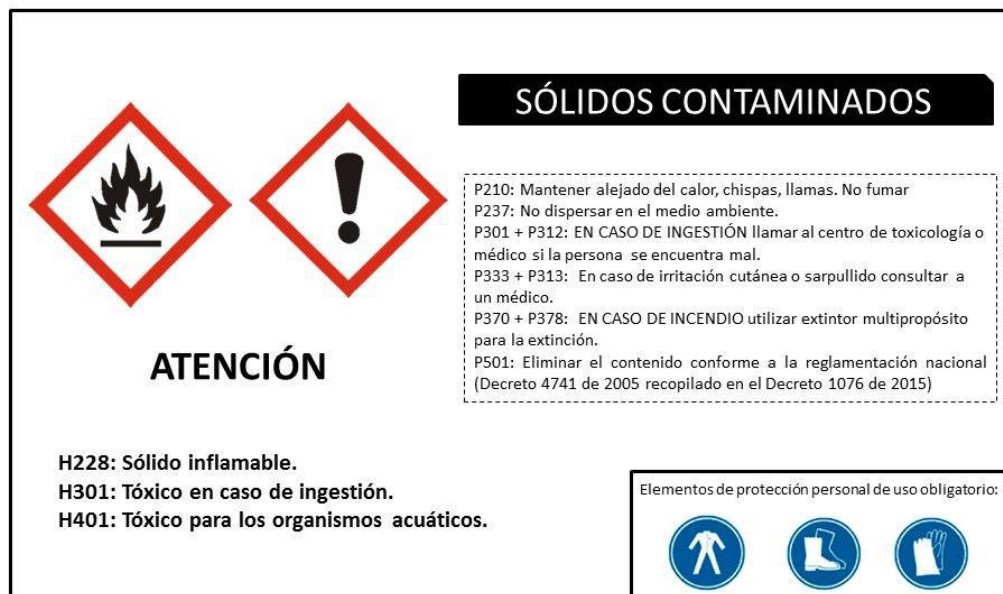 SÓLIDOS CONTAMINADOS
P210: Mantener alejado del calor, chispas, llamas. No fumar
P237: No dispersar en el medio ambiente.
P301 + P312: EN CASO DE INGESTIÓN llamar al centro de toxicología o
médico si la persona se encuentra mal.
P333 + P313: En caso de irritación cutánea o sarpullido consultar a
un médico.
P370 + P378: EN CASO DE INCENDIO utilizar extintor multipropósito
para la extinción.
P501: Eliminar el contenido conforme a la reglamentación nacional
(Decreto 4741 de 2005 recopilado en el Decreto 1076 de 2015)
ATENCIÓN
H228: Sólido inflamable.
H301: Tóxico en caso de ingestión.
H401: Tóxico para los organismos acuáticos.
Elementos de protección personal de uso obligatorio: